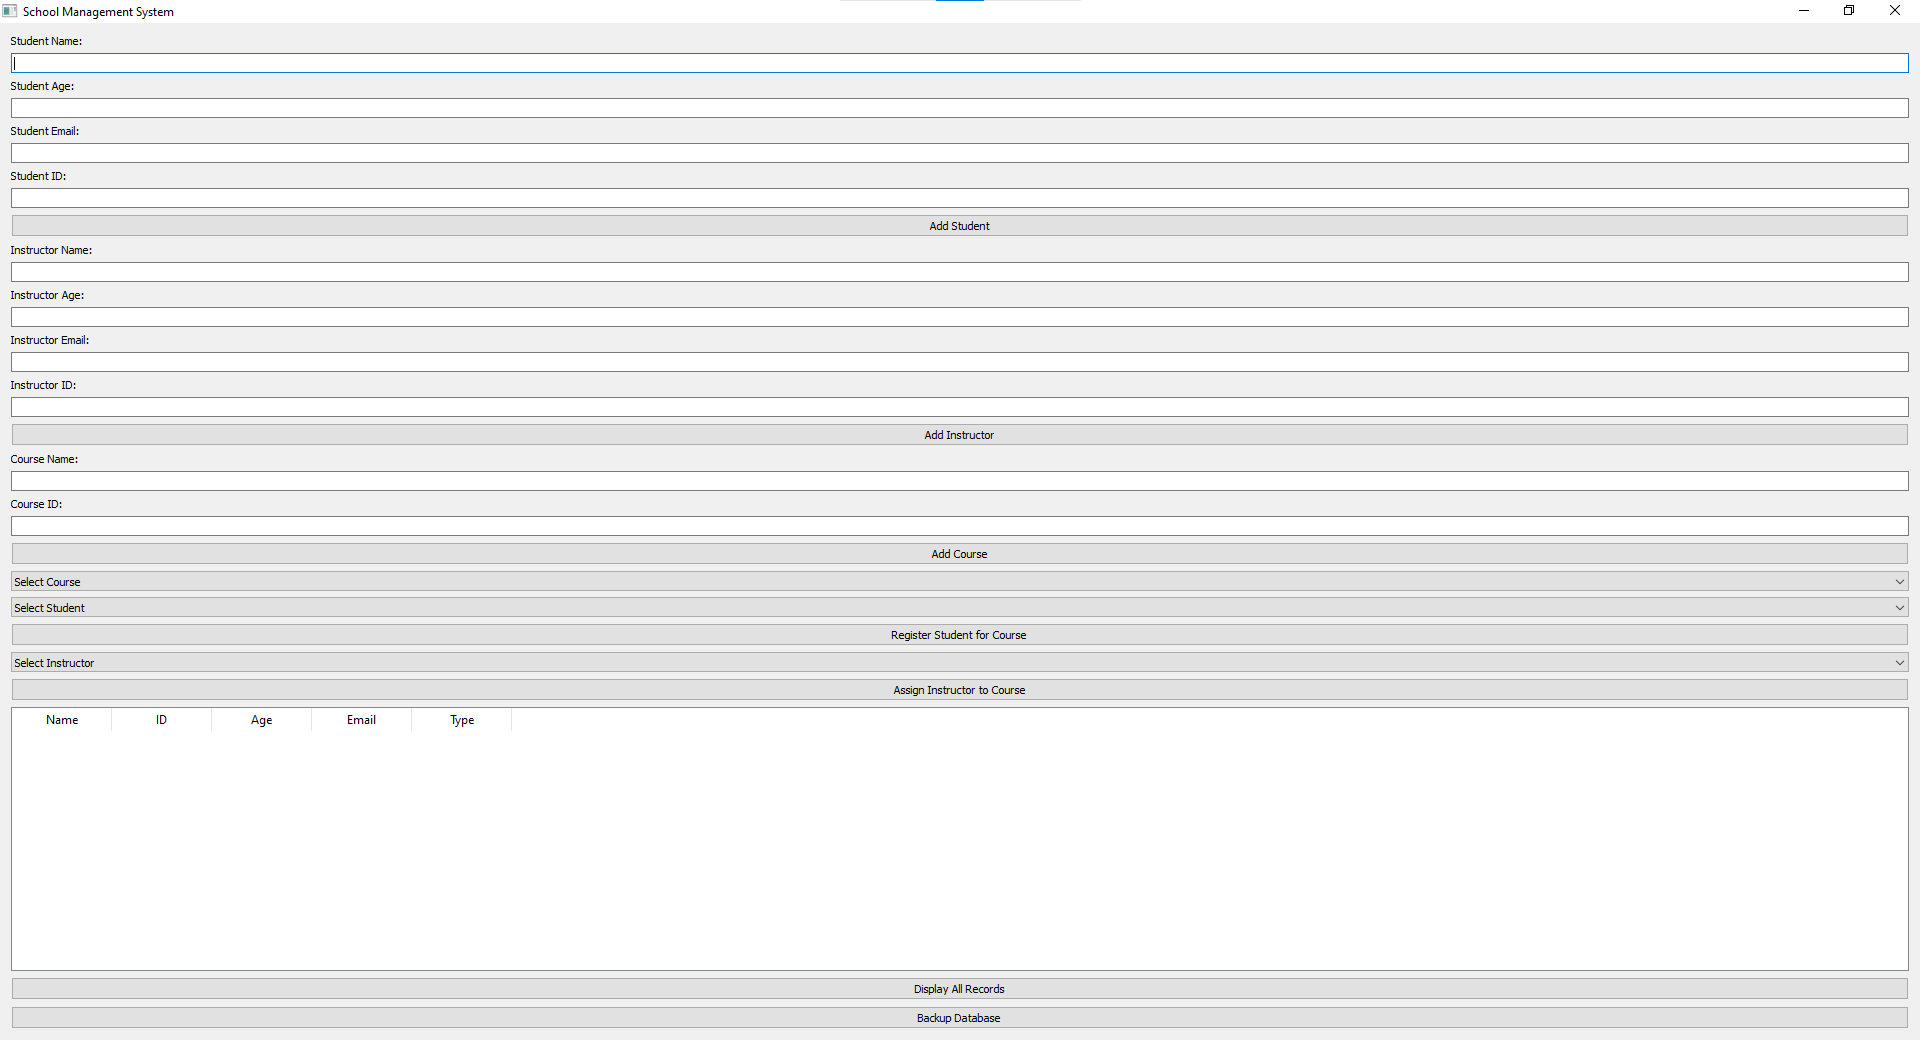 School Management System
Student Name:
Student Age:
Student Email:
Student ID:
Add Student
Instructor Name:
Instructor Age:
Instructor Email:
Instructor ID:
Add Instructor
Course Name:
Course ID:
Add Course
Select Course
Select Student
Register Student for Course
Select Instructor
Assign Instructor to Course
Name ID Age Email Type
Display All Records
Backup Database